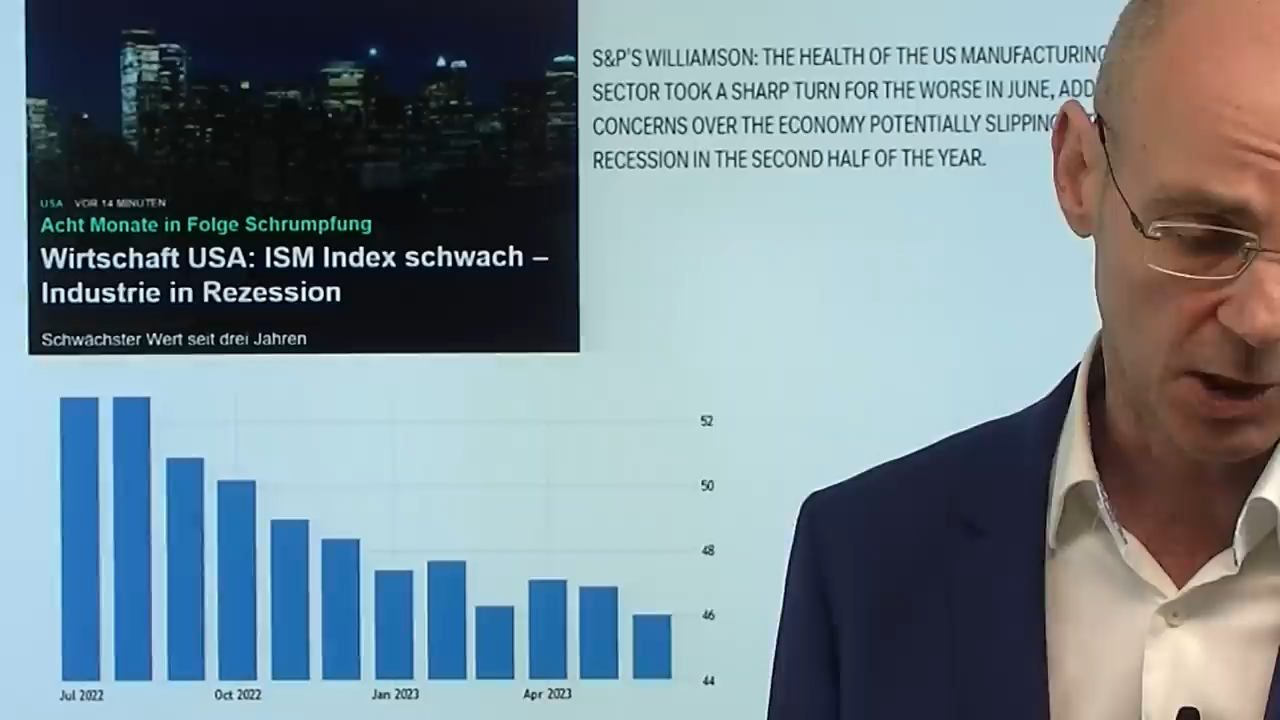 S&P'S WILLIAMSON: THE HEALTH OF THE US MANUFACTURING
SECTOR TOOK A SHARP TURN FOR THE WORSE IN JUNE, ADD
CONCERNS OVER THE ECONOMY POTENTIALLY SLIPPING
RECESSION IN THE SECOND HALF OF THE YEAR.
USA VOR 14 MINUTEN
Acht Monate in Folge Schrumpfung
Wirtschaft USA: ISM Index schwach –
Industrie in Rezession
Schwächster Wert seit drei Jahren
52
50
48
46
44
Jul 2022 Oct 2022 Jan 2023 Apr 2023